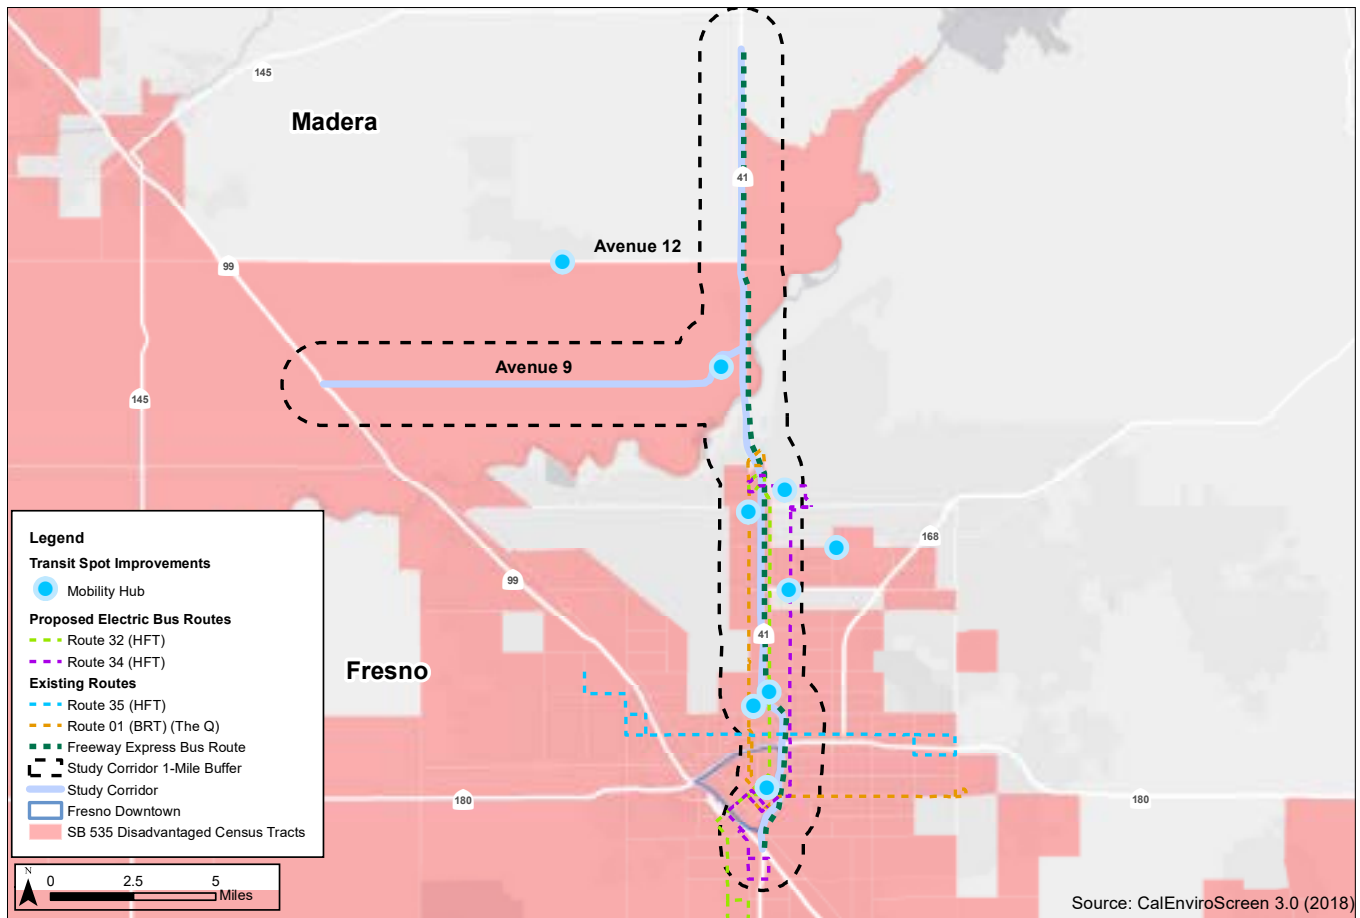 145
Madera
41
Avenue 12
99
Avenue 9
145
168
99
41
Fresno
180
180
Legend
Transit Spot Improvements
Mobility Hub
Proposed Electric Bus Routes
Route 32 (HFT)
Route 34 (HFT)
Existing Routes
Route 35 (HFT)
Route 01 (BRT) (The Q)
Freeway Express Bus Route
Study Corridor 1-Mile Buffer
Study Corridor
Fresno Downtown
SB 535 Disadvantaged Census Tracts
N
0 2.5 5
Miles
Source: CalEnviroScreen 3.0 (2018)